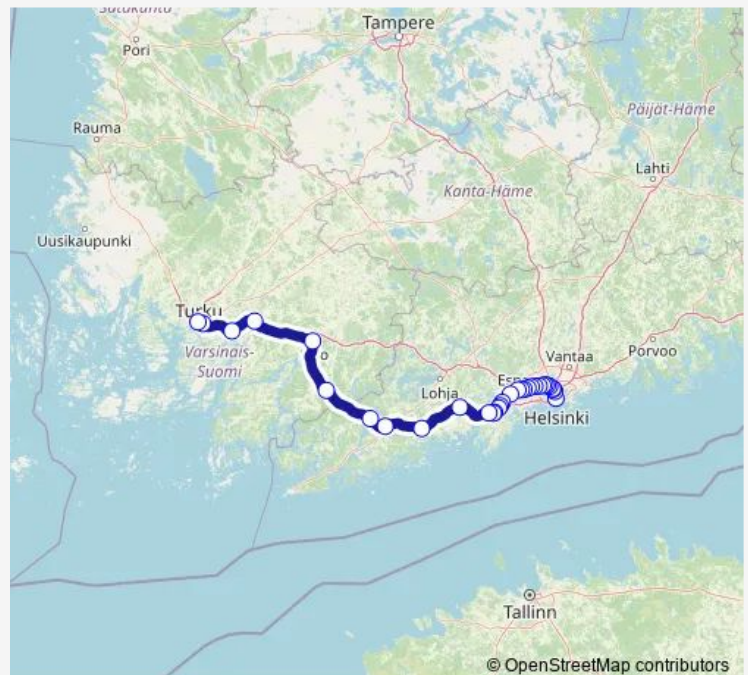 Satakunta
Tampere
Pori
Rauma
Päijät-Häme
Lahti
Kanta-Häme
Uusikaupunki
Turku
Varsinais-
Suomi
Vantaa
Porvoo
Lohja
Helsinki
Tallinn
© OpenStreetMap contributors